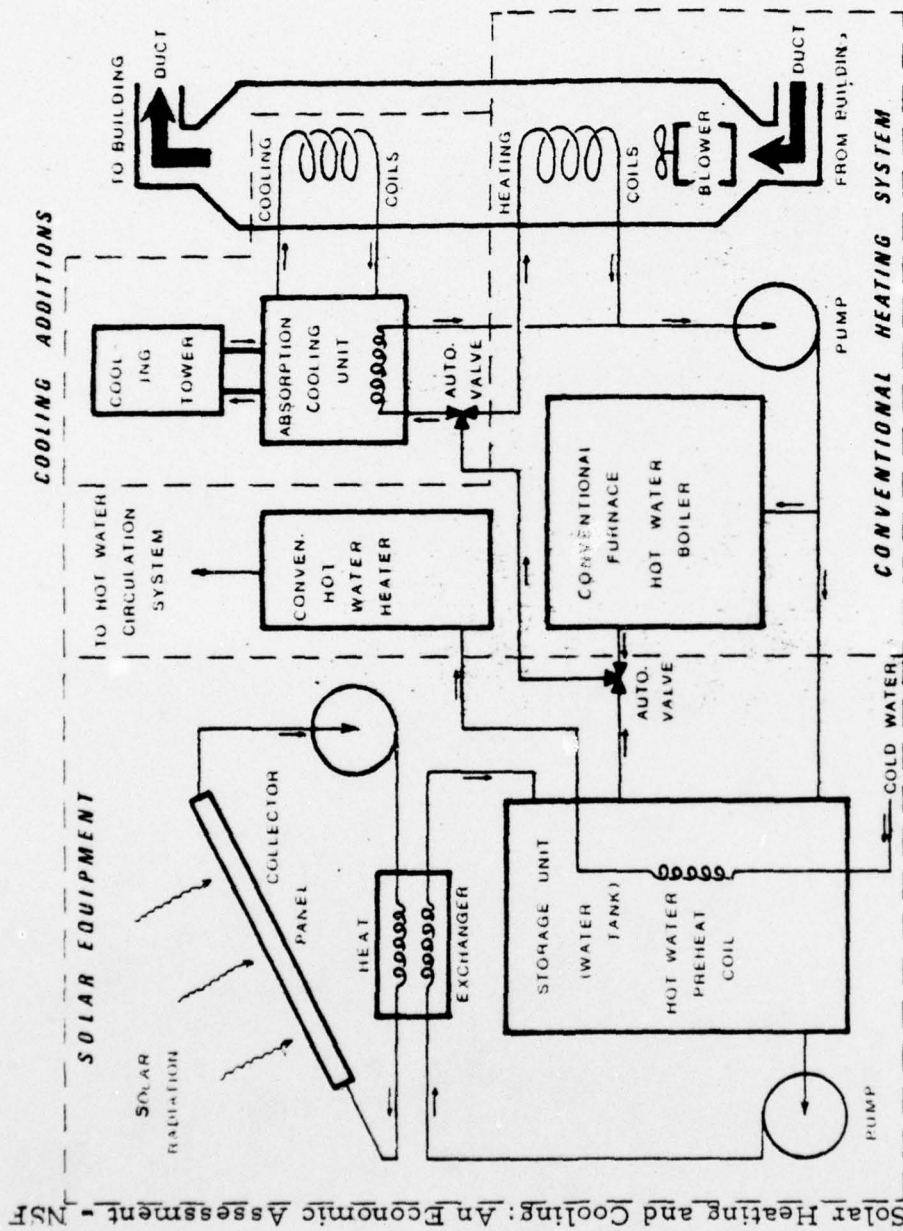 SOLAR EQUIPMENT
COOLING ADDITIONS
SOLAR
RADIATION
COLLECTOR
PANEL
HEAT
EXCHANGER
STORAGE UNIT
(WATER
TANK)
HOT WATER
PREHEAT
COIL
PUMP
COLD WATER
AUTO.
VALVE
TO HOT WATER
CIRCULATION
SYSTEM
CONVEN.
HOT
WATER
HEATER
CONVENTIONAL
FURNACE
HOT WATER
BOILER
COOL
ING
TOWER
ABSORPTION
COOLING
UNIT
AUTO.
VALVE
COOLING
COILS
HEATING
COILS
BLOWER
TO BUILDING
DUCT
DUCT
FROM BUILDING
PUMP
CONVENTIONAL HEATING SYSTEM
Solar Heating and Cooling: An Economic Assessment - NSF